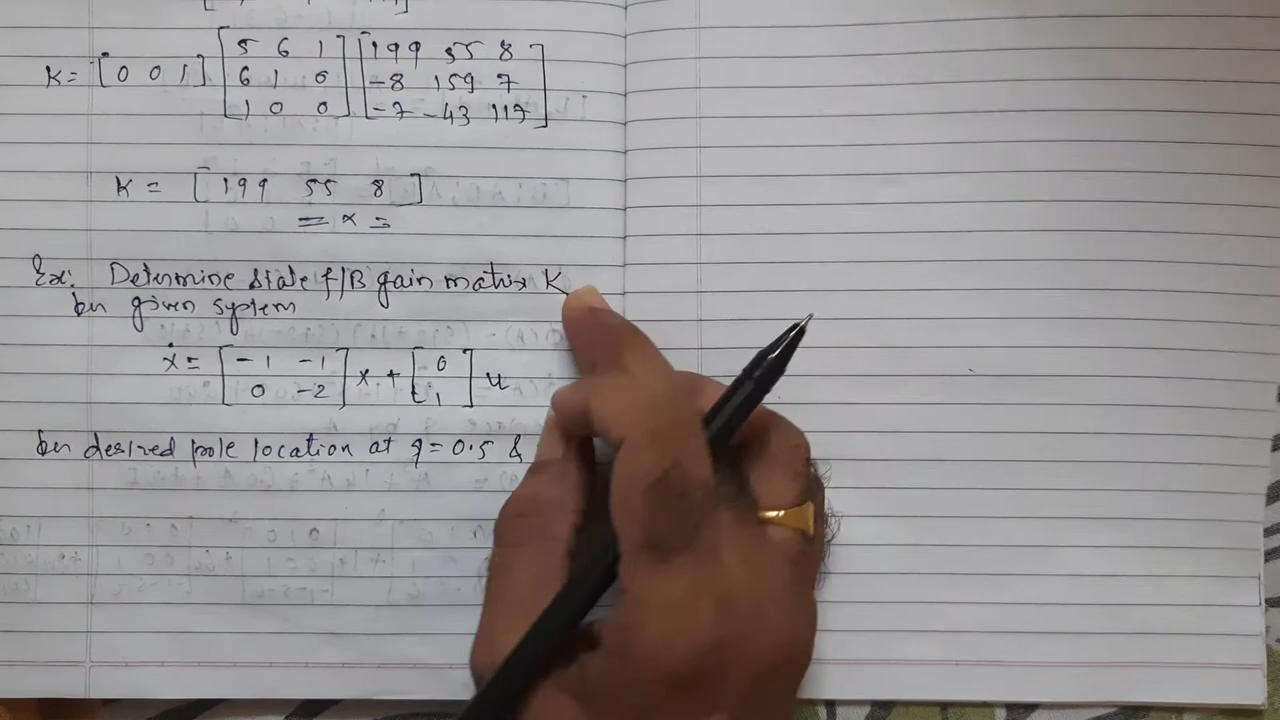 K = [ 0 0 1 ] [ 5 6 1 ] [ 199 55 8 ]
[ 6 1 0 ] [ -8 159 7 ]
[ 1 0 0 ] [ -7 -43 117 ]
K = [ 199 55 8 ]
= x =
Ex: Determine state f/B gain matrix K
for given system
ẋ = [ -1 -1 ] x + [ 0 ] u
[ 0 -2 ] [ 1 ]
for desired pole location at ξ = 0.5 &